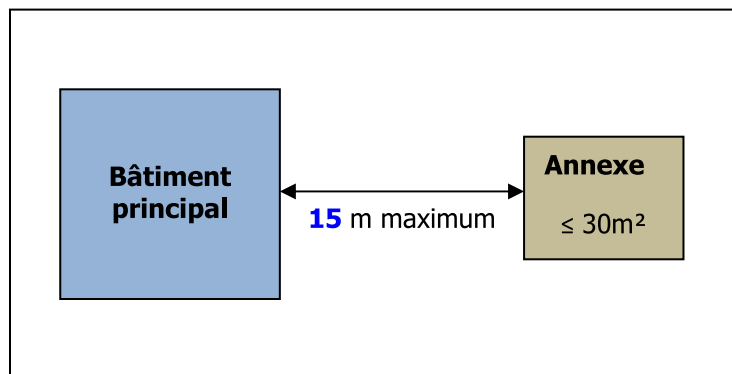 Bâtiment
principal
15 m maximum
Annexe
≤ 30m²